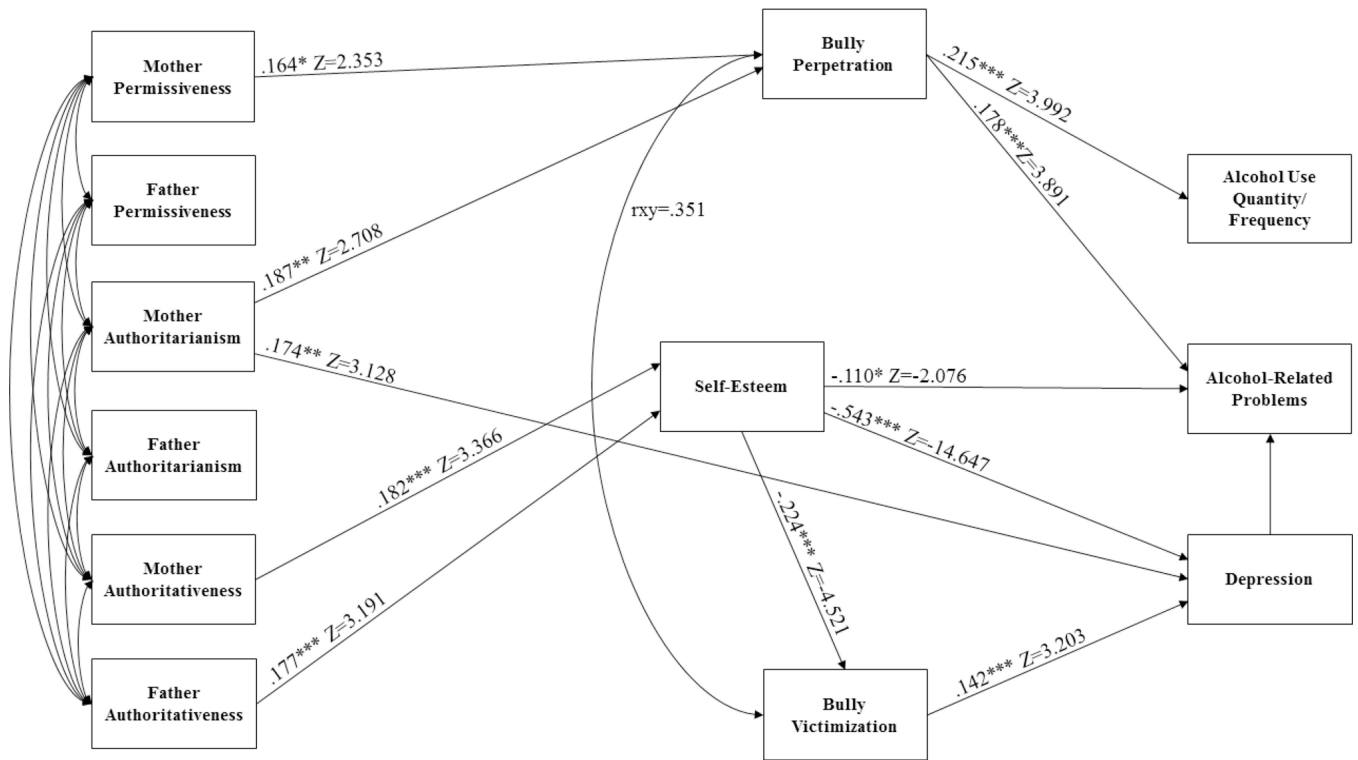 Mother
Permissiveness
Father
Permissiveness
Mother
Authoritarianism
Father
Authoritarianism
Mother
Authoritativeness
Father
Authoritativeness
.164* Z=2.353
.187** Z=2.708
.174** Z=3.128
.182*** Z=3.366
.177*** Z=3.191
Bully
Perpetration
rxy=.351
Self-Esteem
-.224*** Z=-4.521
Bully
Victimization
.215*** Z=3.992
.178***Z=3.891
-.110* Z=-2.076
-.543*** Z=-14.647
.142*** Z=3.203
Alcohol Use
Quantity/
Frequency
Alcohol-Related
Problems
Depression